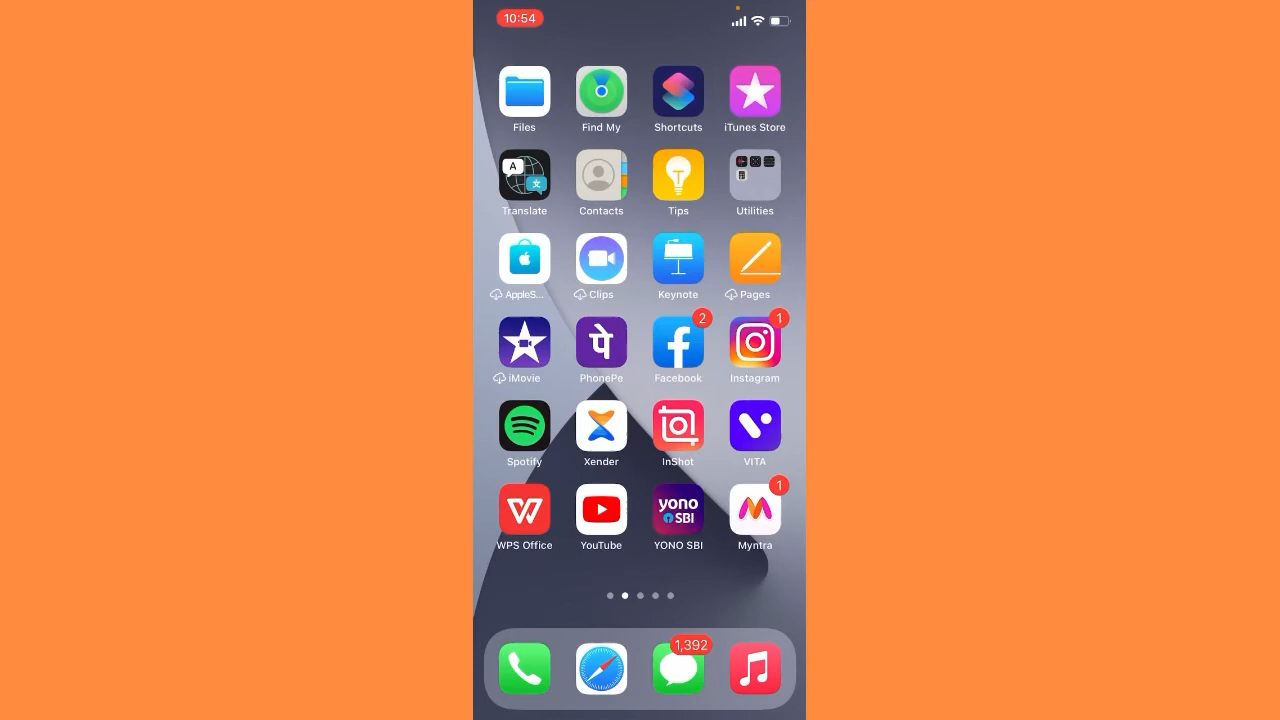 10:54
Files Find My Shortcuts iTunes Store
A 文
Translate Contacts Tips Utilities
AppleS... Clips Keynote Pages
2 1
पे
iMovie PhonePe Facebook Instagram
Spotify Xender InShot VITA
1
yono
SBI
WPS Office YouTube YONO SBI Myntra
1,392